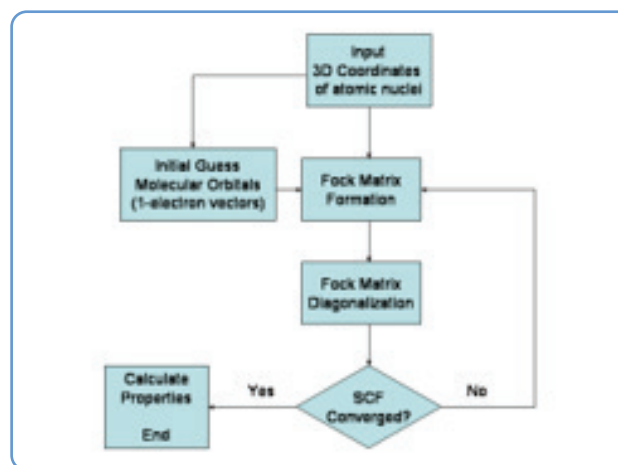 Input
3D Coordinates
of atomic nuclei
Initial Guess
Molecular Orbitals
(1-electron vectors)
Fock Matrix
Formation
Fock Matrix
Diagonalization
SCF
Converged?
Yes
No
Calculate
Properties
End